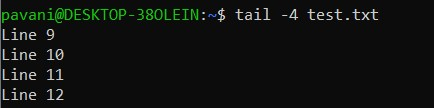 pavani@DESKTOP-38OLEIN:~$ tail -4 test.txt
Line 9
Line 10
Line 11
Line 12